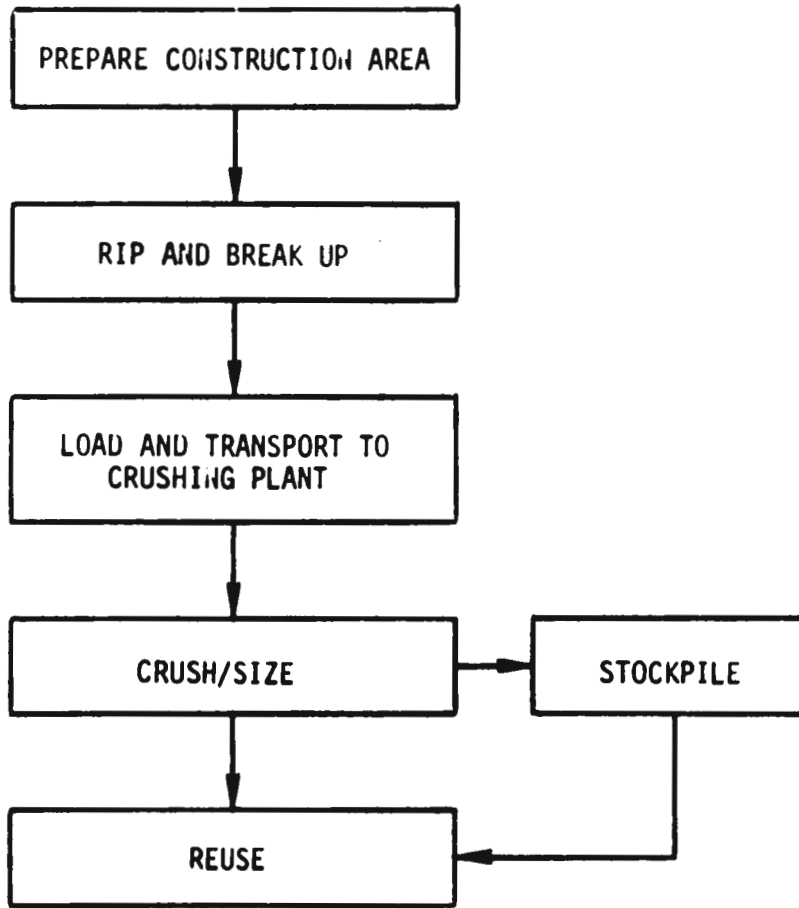 PREPARE CONSTRUCTION AREA
RIP AND BREAK UP
LOAD AND TRANSPORT TO
CRUSHING PLANT
CRUSH/SIZE
STOCKPILE
REUSE